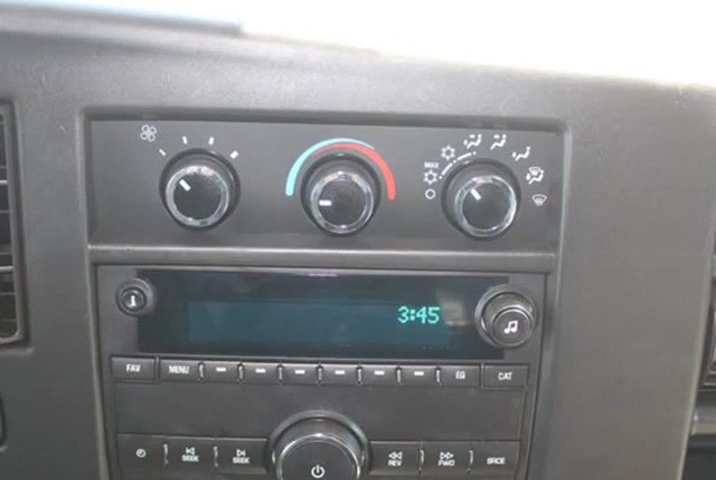 MAX
3:45
i
FAV MENU EQ CAT
SEEK SEEK REV FWD SRCE